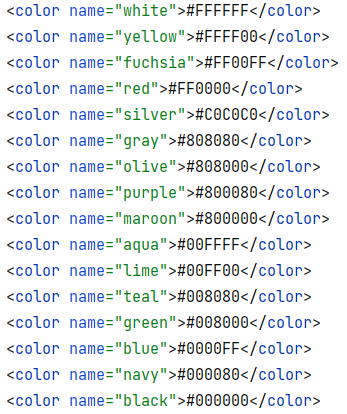 <color name="white">#FFFFFF</color>
<color name="yellow">#FFFF00</color>
<color name="fuchsia">#FF00FF</color>
<color name="red">#FF0000</color>
<color name="silver">#C0C0C0</color>
<color name="gray">#808080</color>
<color name="olive">#808000</color>
<color name="purple">#800080</color>
<color name="maroon">#800000</color>
<color name="aqua">#00FFFF</color>
<color name="lime">#00FF00</color>
<color name="teal">#008080</color>
<color name="green">#008000</color>
<color name="blue">#0000FF</color>
<color name="navy">#000080</color>
<color name="black">#000000</color>